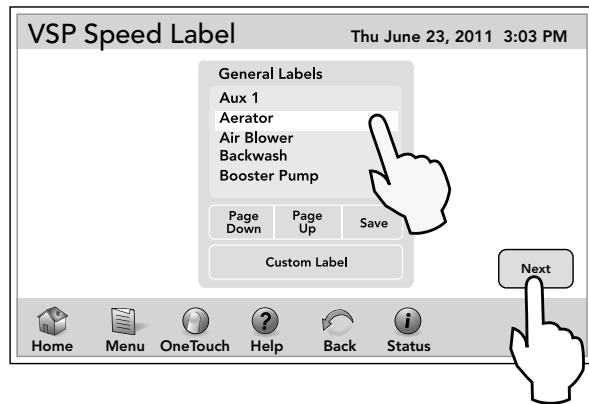 VSP Speed Label Thu June 23, 2011 3:03 PM
General Labels
Aux 1
Aerator
Air Blower
Backwash
Booster Pump
Page Down
Page Up
Save
Custom Label
Next
Home Menu OneTouch Help Back Status